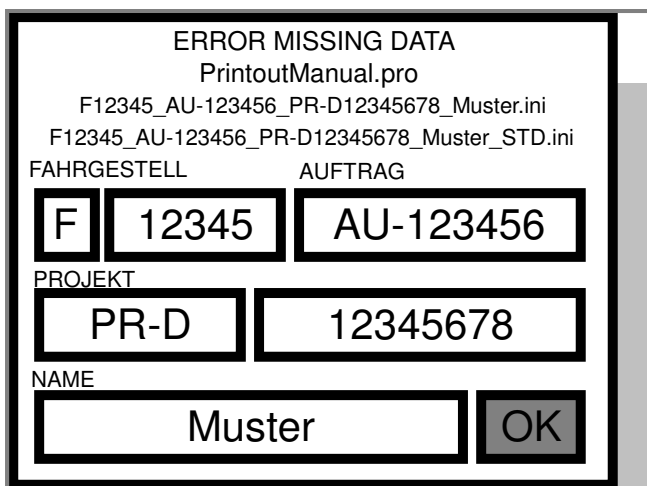 ERROR MISSING DATA
PrintoutManual.pro
F12345_AU-123456_PR-D12345678_Muster.ini
F12345_AU-123456_PR-D12345678_Muster_STD.ini
FAHRGESTELL AUFTRAG
F 12345 AU-123456
PROJEKT
PR-D 12345678
NAME
Muster OK